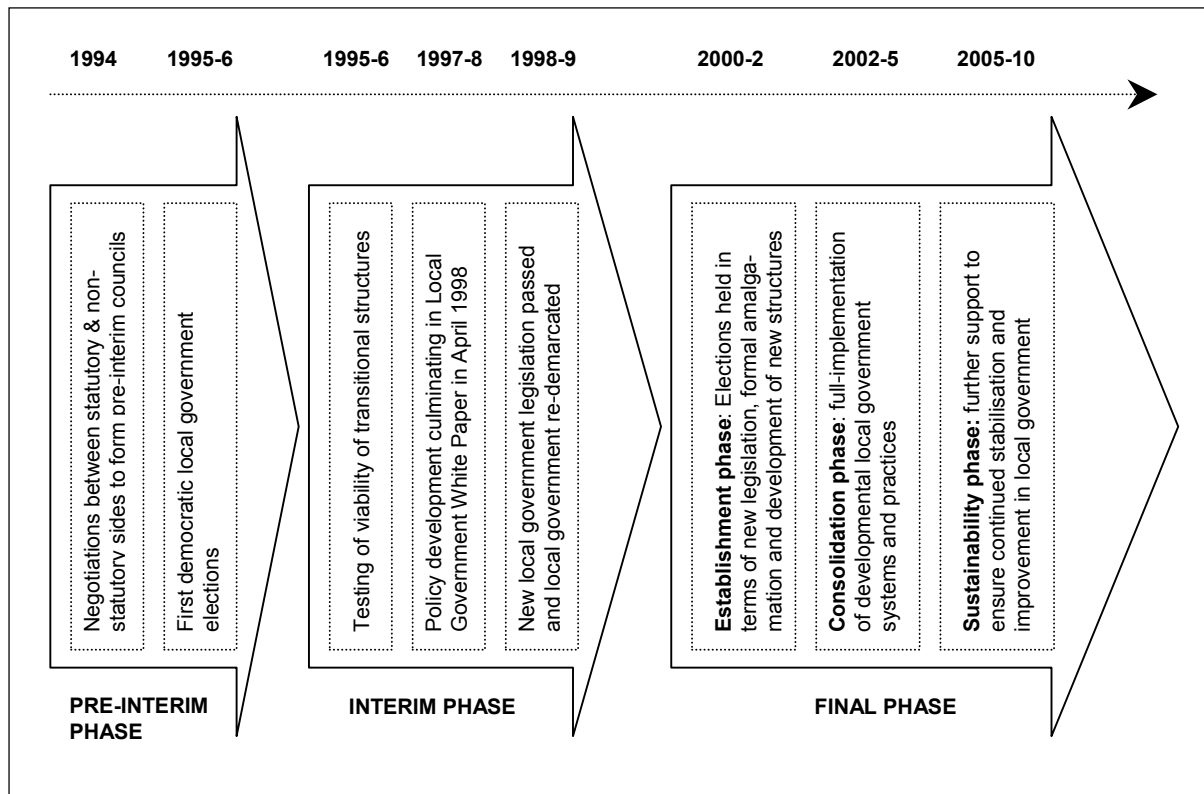 1994
1995-6
1995-6
1997-8
1998-9
2000-2
2002-5
2005-10
Negotiations between statutory & non-
statutory sides to form pre-interim councils
First democratic local government
elections
Testing of viability of transitional structures
Policy development culminating in Local
Government White Paper in April 1998
New local government legislation passed
and local government re-demarcated
Establishment phase: Elections held in
terms of new legislation, formal amalga-
mation and development of new structures
Consolidation phase: full-implementation
of developmental local government
systems and practices
Sustainability phase: further support to
ensure continued stabilisation and
improvement in local government
PRE-INTERIM
PHASE
INTERIM PHASE
FINAL PHASE